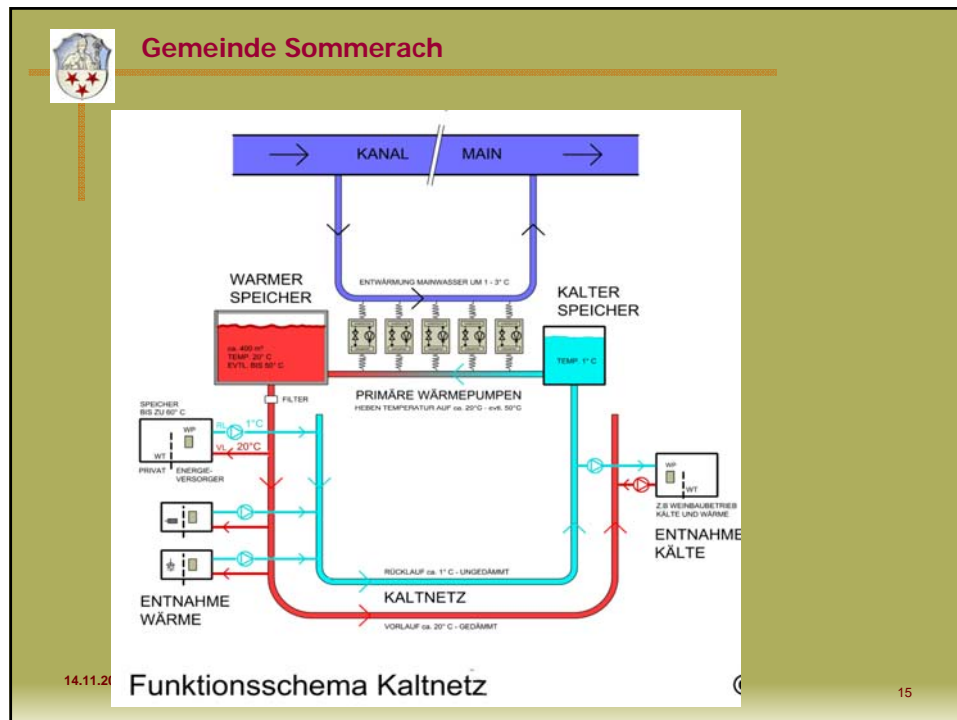 Gemeinde Sommerach
KANAL MAIN
ENTWÄRMUNG MAINWASSER UM 1 - 3° C
WARMER
SPEICHER
KALTER
SPEICHER
ca. 400 m³
TEMP. 20° C
EVTL. BIS 50° C
TEMP. 1° C
PRIMÄRE WÄRMEPUMPEN
HEBEN TEMPERATUR AUF ca. 20°C - evtl. 50°C
FILTER
SPEICHER
BIS ZU 60° C
WP
WT
RL 1°C
VL 20°C
PRIVAT ENERGIE-
VERSORGER
WP
WT
Z.B WEINBAUBETRIEB
KÄLTE UND WÄRME
ENTNAHME
KÄLTE
RÜCKLAUF ca. 1° C - UNGEDÄMMT
KALTNETZ
VORLAUF ca. 20° C - GEDÄMMT
ENTNAHME
WÄRME
14.11.20
Funktionsschema Kaltnetz
15